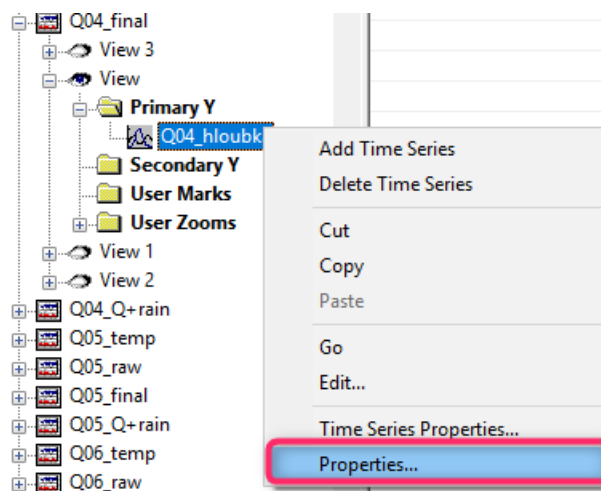 Q04_final
View 3
View
Primary Y
Q04_hloubk
Secondary Y
User Marks
User Zooms
View 1
View 2
Q04_Q+rain
Q05_temp
Q05_raw
Q05_final
Q05_Q+rain
Q06_temp
Q06_raw
Add Time Series
Delete Time Series
Cut
Copy
Paste
Go
Edit...
Time Series Properties...
Properties...